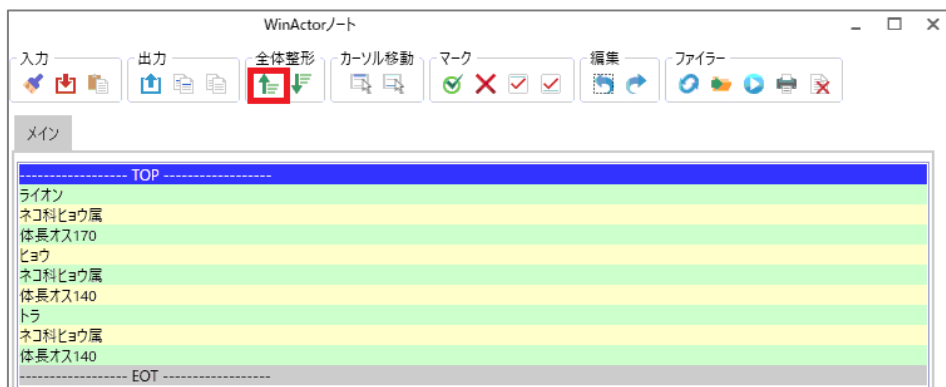 WinActorノート
入力 出力 全体整形 カーソル移動 マーク 編集 ファイラー
メイン
------------------ TOP ------------------
ライオン
ネコ科ヒョウ属
体長オス170
ヒョウ
ネコ科ヒョウ属
体長オス140
トラ
ネコ科ヒョウ属
体長オス140
------------------ EOT ------------------